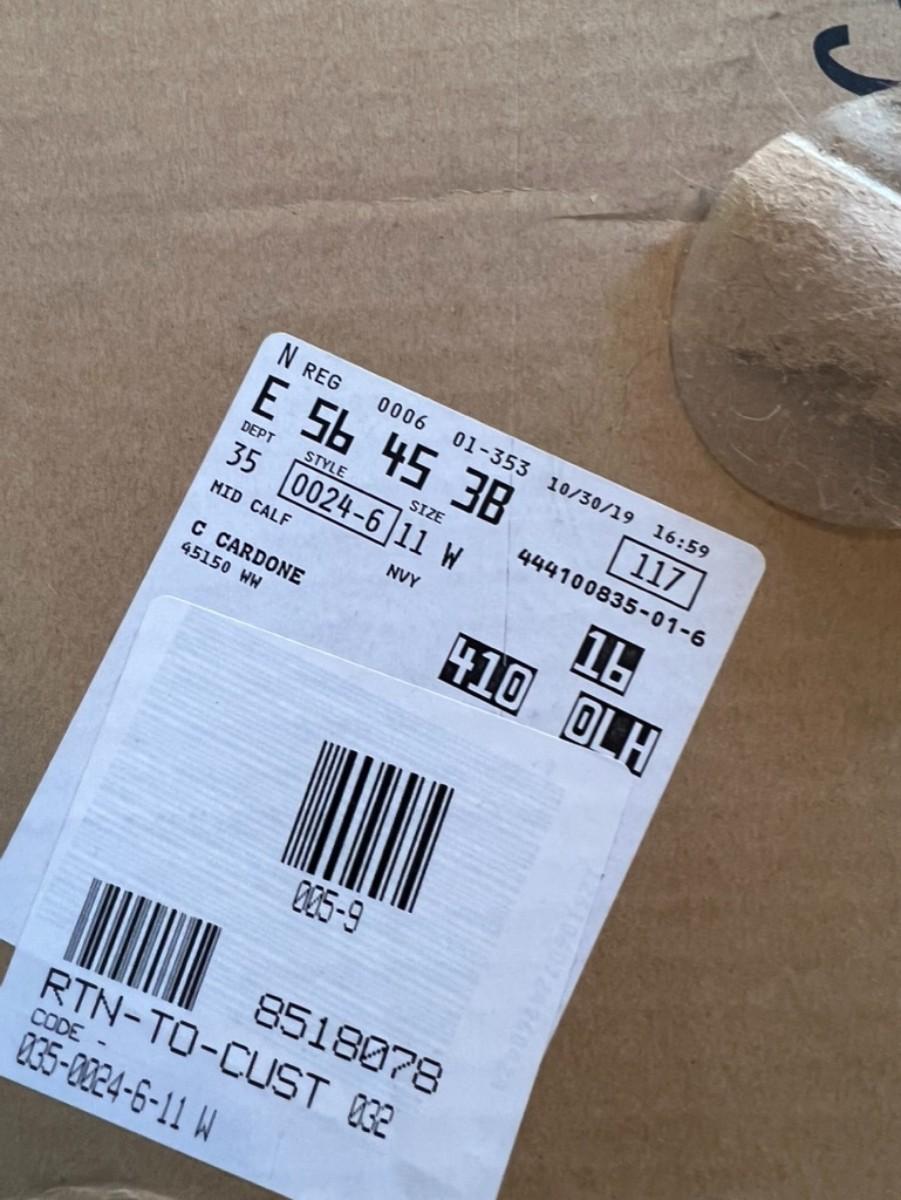 N REG 0006 01-353 10/30/19 16:59
E 56 45 3B 117
DEPT STYLE SIZE
35 0024-6 11 W 444100835-01-6
MID CALF NVY
C CARDONE
45150 WW
410 16
OLH
005-9
8518078
RTN-TO-CUST 032
CODE -
035-0024-6-11 W